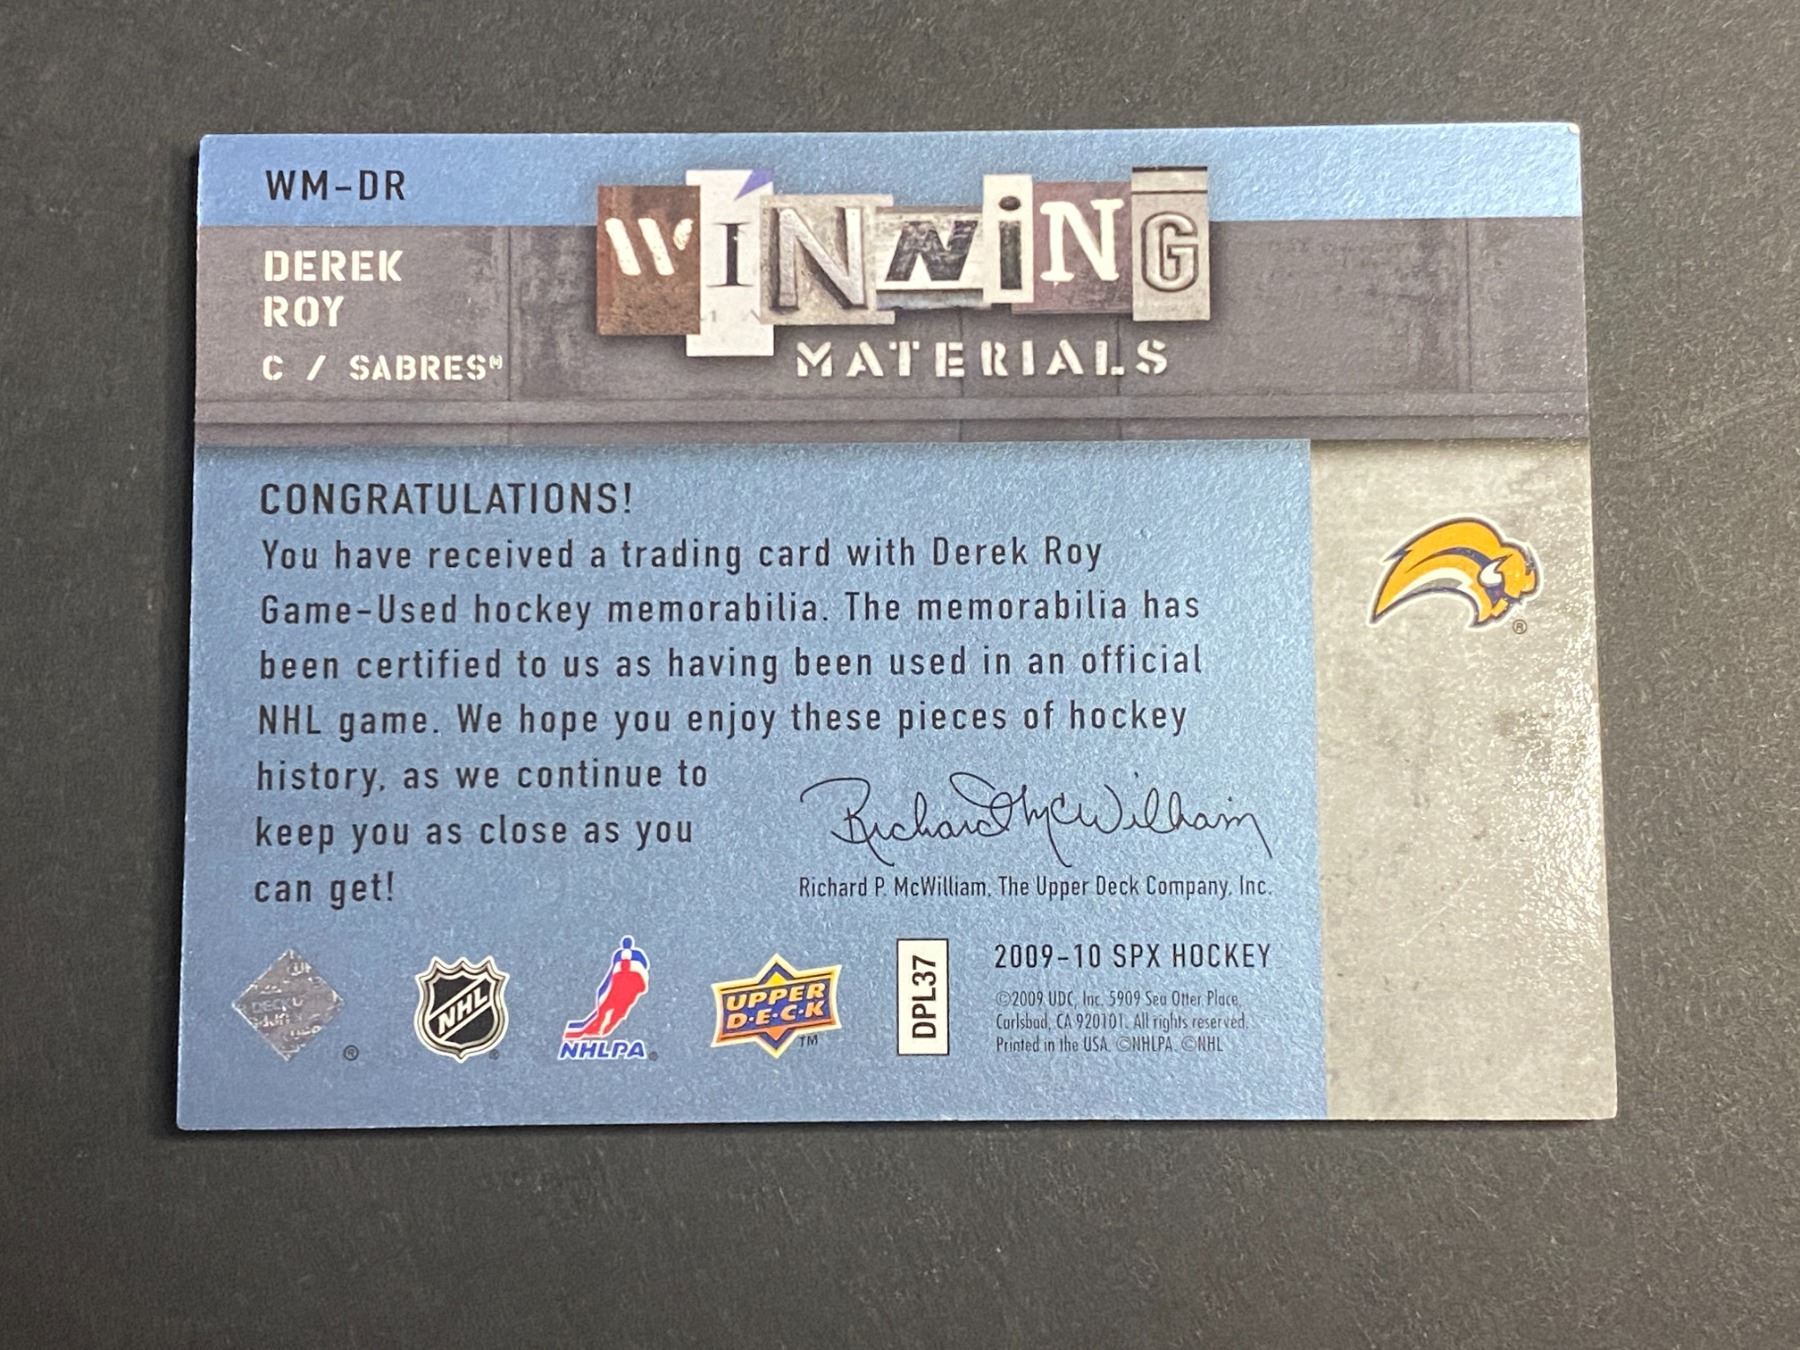 WM-DR
DEREK
ROY
C / SABRES
WINNING
MATERIALS
CONGRATULATIONS!
You have received a trading card with Derek Roy
Game-Used hockey memorabilia. The memorabilia has
been certified to us as having been used in an official
NHL game. We hope you enjoy these pieces of hockey
history, as we continue to
keep you as close as you
can get!
Richard McWilliam
Richard P. McWilliam, The Upper Deck Company, Inc.
®
NHL
®
NHLPA
®
UPPER
D·E·C·K
TM
DPL37
2009-10 SPX HOCKEY
©2009 UDC, Inc. 5909 Sea Otter Place,
Carlsbad, CA 920101. All rights reserved.
Printed in the USA. ©NHLPA. ©NHL
®